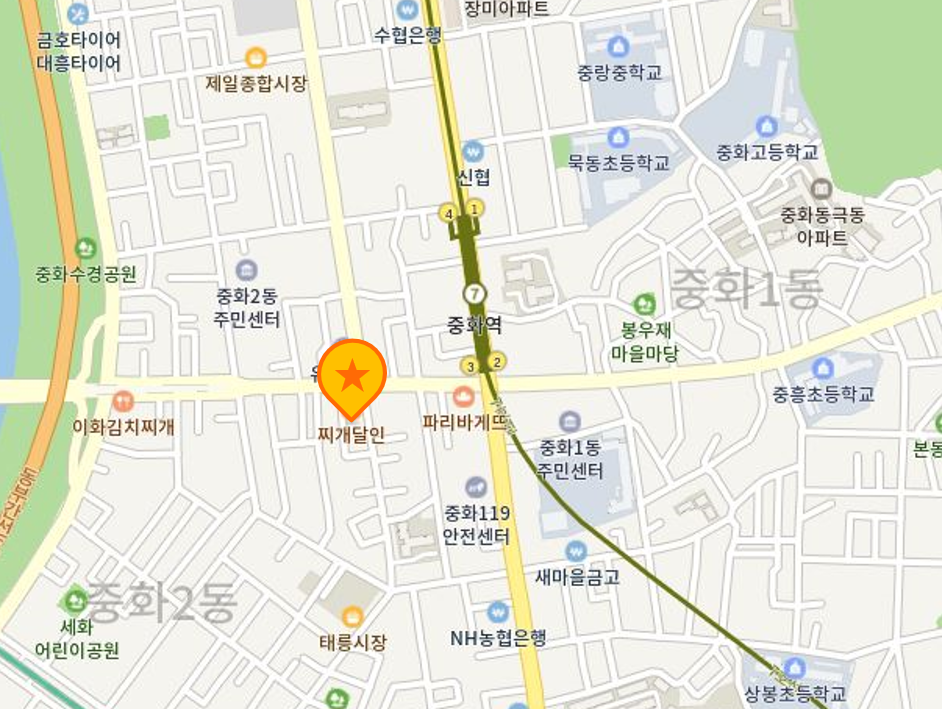 장미아파트
수협은행
금호타이어
대흥타이어
제일종합시장
중랑중학교
중화고등학교
묵동초등학교
신협
4
1
중화동극동
아파트
중화수경공원
중화2동
주민센터
7
중화1동
중화역
봉우재
마을마당
3
2
중흥초등학교
이화김치찌개
찌개달인
파리바게뜨
중화1동
주민센터
중화119
안전센터
새마을금고
중화2동
세화
어린이공원
태릉시장
NH농협은행
상봉초등학교